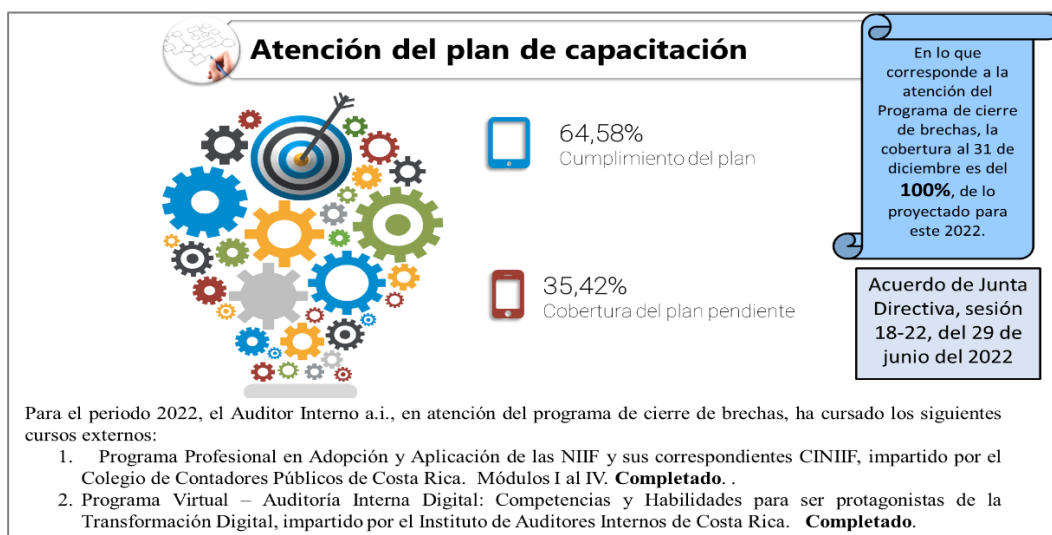 Atención del plan de capacitación
64,58%
Cumplimiento del plan
35,42%
Cobertura del plan pendiente
En lo que
corresponde a la
atención del
Programa de cierre
de brechas, la
cobertura al 31 de
diciembre es del
100%, de lo
proyectado para
este 2022.
Acuerdo de Junta
Directiva, sesión
18-22, del 29 de
junio del 2022
Para el periodo 2022, el Auditor Interno a.i., en atención del programa de cierre de brechas, ha cursado los siguientes
cursos externos:
1. Programa Profesional en Adopción y Aplicación de las NIIF y sus correspondientes CINIIF, impartido por el
Colegio de Contadores Públicos de Costa Rica. Módulos I al IV. Completado. .
2. Programa Virtual – Auditoría Interna Digital: Competencias y Habilidades para ser protagonistas de la
Transformación Digital, impartido por el Instituto de Auditores Internos de Costa Rica. Completado.